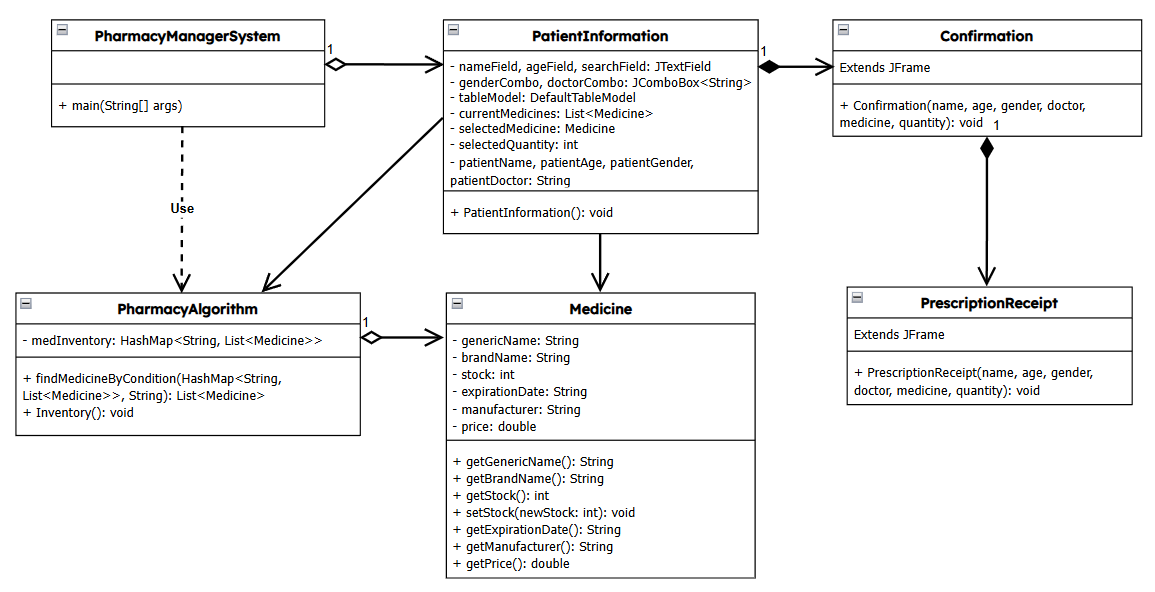 PharmacyManagerSystem
+ main(String[] args)
1
PatientInformation
- nameField, ageField, searchField: JTextField
- genderCombo, doctorCombo: JComboBox<String>
- tableModel: DefaultTableModel
- currentMedicines: List<Medicine>
- selectedMedicine: Medicine
- selectedQuantity: int
- patientName, patientAge, patientGender,
patientDoctor: String
+ PatientInformation(): void
1
Confirmation
Extends JFrame
+ Confirmation(name, age, gender, doctor,
medicine, quantity): void
1
Use
PharmacyAlgorithm
- medInventory: HashMap<String, List<Medicine>>
+ findMedicineByCondition(HashMap<String,
List<Medicine>>, String): List<Medicine>
+ Inventory(): void
1
Medicine
- genericName: String
- brandName: String
- stock: int
- expirationDate: String
- manufacturer: String
- price: double
+ getGenericName(): String
+ getBrandName(): String
+ getStock(): int
+ setStock(newStock: int): void
+ getExpirationDate(): String
+ getManufacturer(): String
+ getPrice(): double
PrescriptionReceipt
Extends JFrame
+ PrescriptionReceipt(name, age, gender,
doctor, medicine, quantity): void